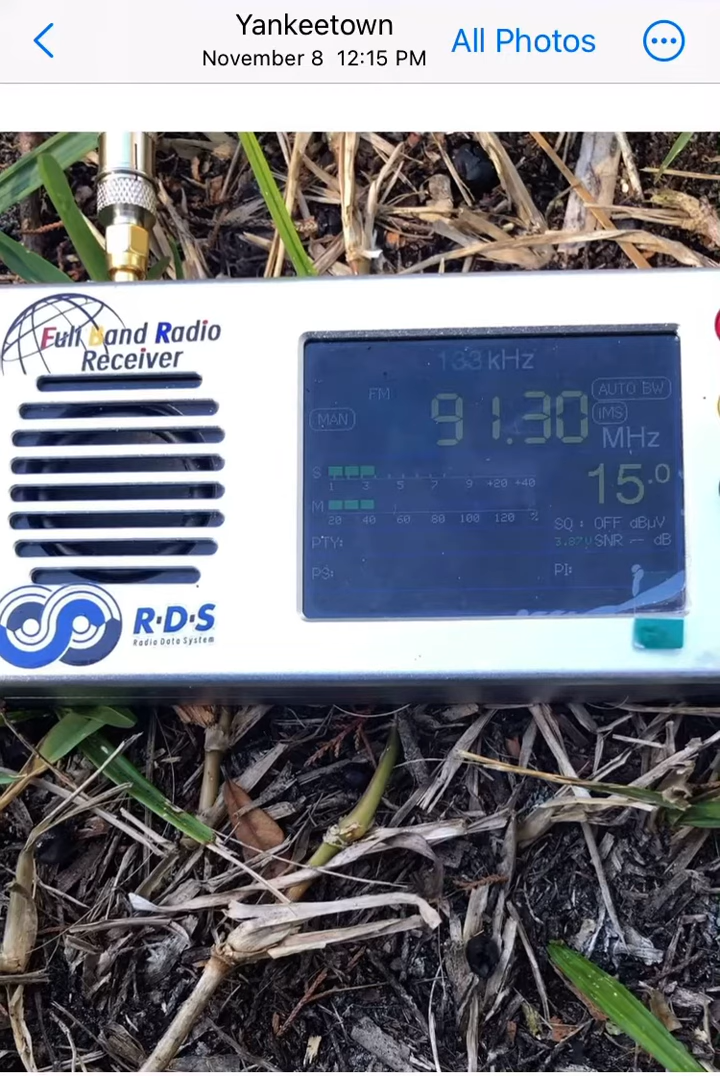 Yankeetown
November 8 12:15 PM
All Photos
Full Band Radio
Receiver
133 kHz
FM
AUTO BW
MAN
91.30
iMS
MHz
S
1 3 5 7 9 +20 +40
15.0
M
20 40 60 80 100 120 %
SQ: OFF dBµV
SNR -- dB
PTY:
PS:
PI:
R·D·S
Radio Data System